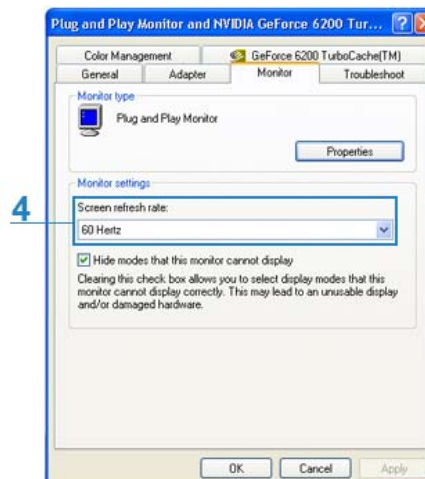 Plug and Play Monitor and NVIDIA GeForce 6200 Tur...
Color Management
GeForce 6200 TurboCache(TM)
General
Adapter
Monitor
Troubleshoot
Monitor type
Plug and Play Monitor
Properties
Monitor settings
4
Screen refresh rate:
60 Hertz
Hide modes that this monitor cannot display
Clearing this check box allows you to select display modes that this
monitor cannot display correctly. This may lead to an unusable display
and/or damaged hardware.
OK
Cancel
Apply